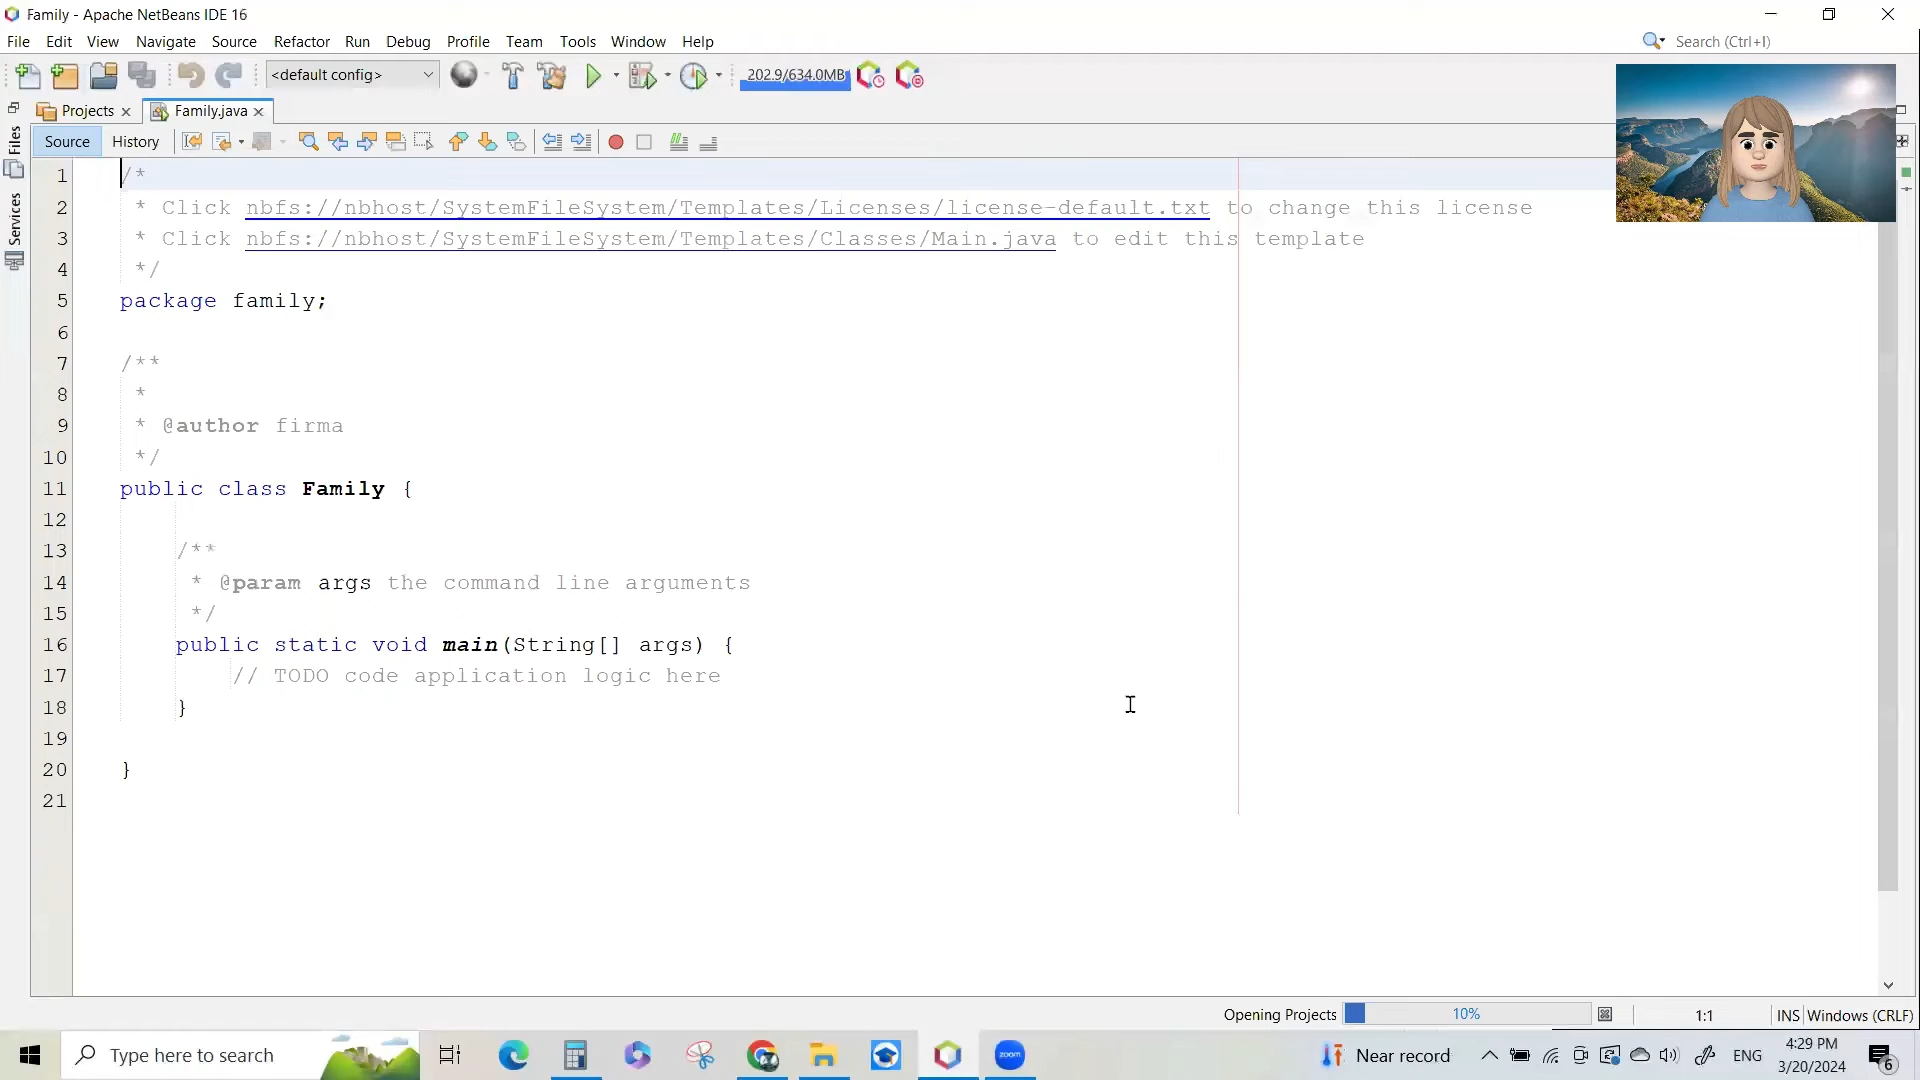 Family - Apache NetBeans IDE 16
File Edit View Navigate Source Refactor Run Debug Profile Team Tools Window Help
Search (Ctrl+I)
<default config>
202.9/634.0MB
Projects
Family.java
Files
Services
Source History
1 /*
2 * Click nbfs://nbhost/SystemFileSystem/Templates/Licenses/license-default.txt to change this license
3 * Click nbfs://nbhost/SystemFileSystem/Templates/Classes/Main.java to edit this template
4 */
5 package family;
6
7 /**
8 *
9 * @author firma
10 */
11 public class Family {
12
13 /**
14 * @param args the command line arguments
15 */
16 public static void main(String[] args) {
17 // TODO code application logic here
18 }
19
20 }
21
Opening Projects 10% 1:1 INS Windows (CRLF)
Type here to search
zoom
Near record
ENG
4:29 PM
3/20/2024
6